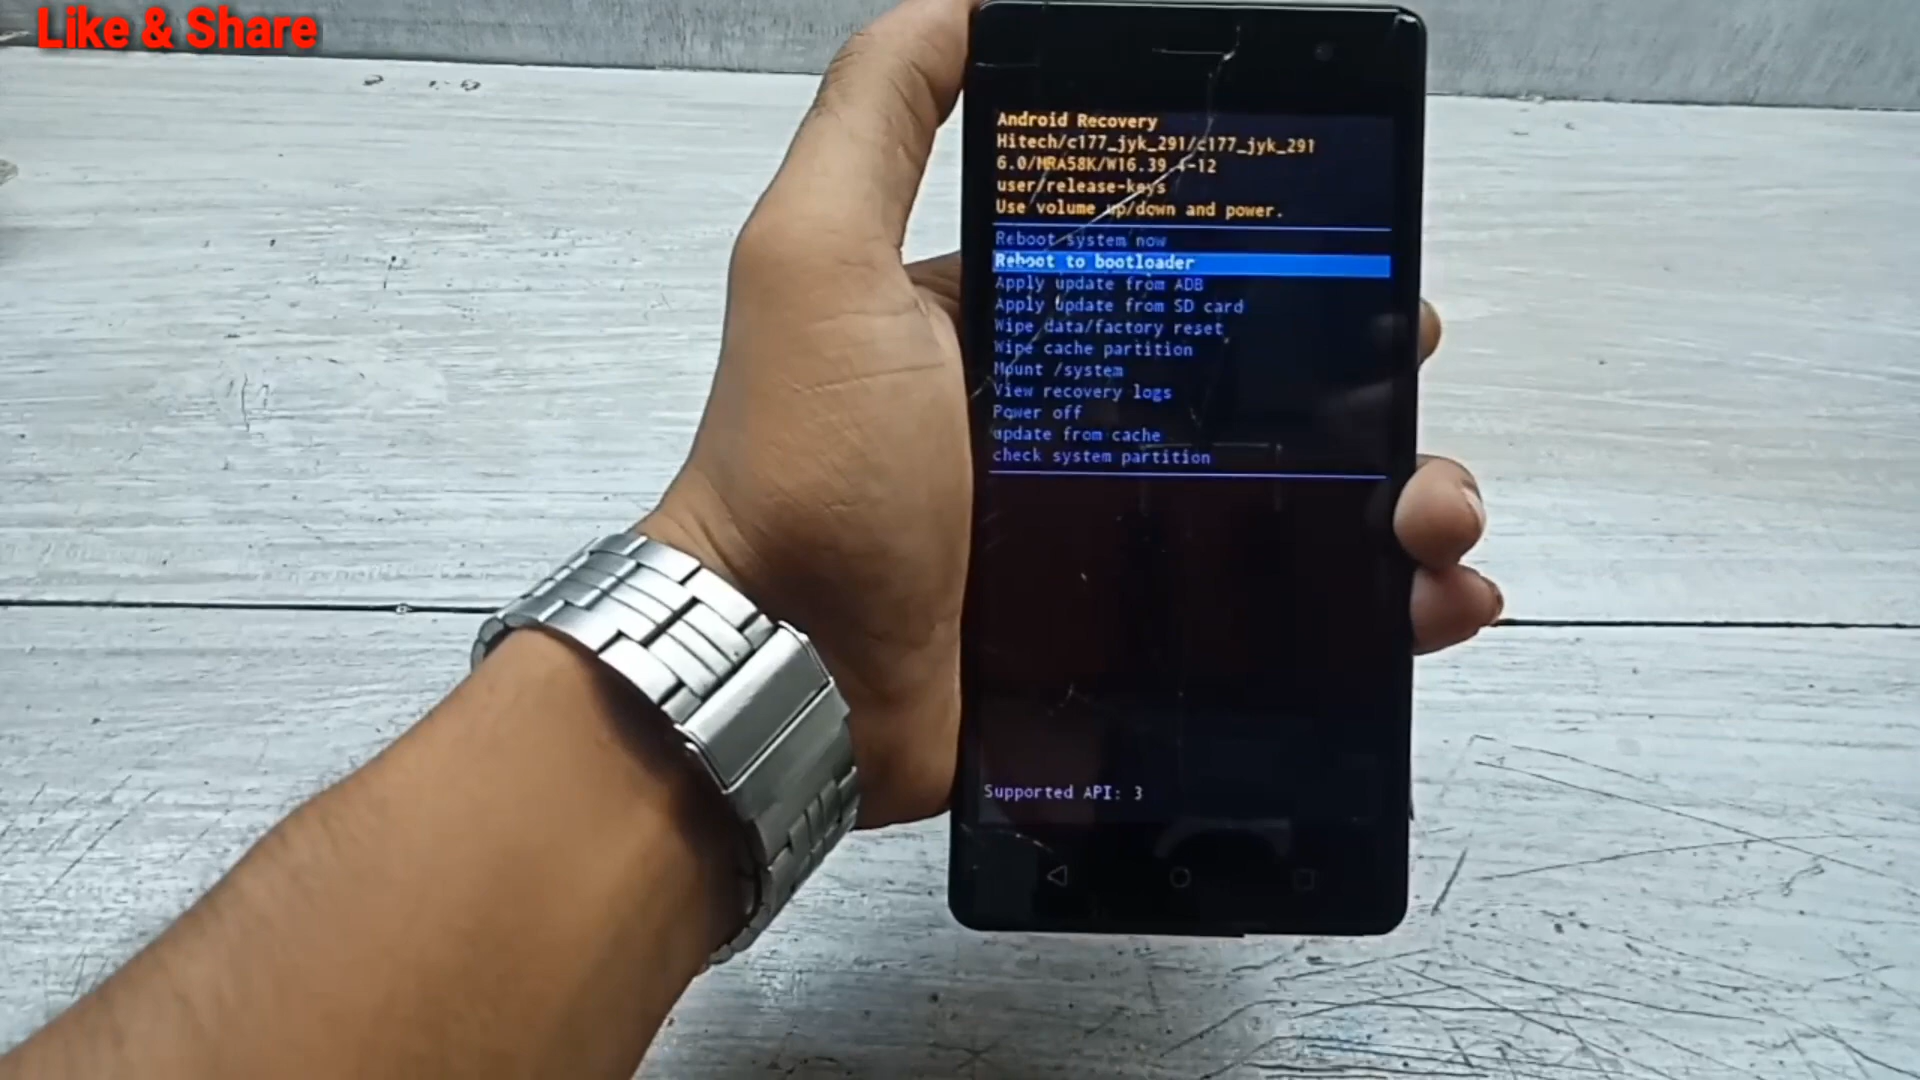 Like & Share
Android Recovery
Hitech/c177_jyk_291/c177_jyk_291
6.0/MRA58K/W16.39.4-12
user/release-keys
Use volume up/down and power.
Reboot system now
Reboot to bootloader
Apply update from ADB
Apply update from SD card
Wipe data/factory reset
Wipe cache partition
Mount /system
View recovery logs
Power off
update from cache
check system partition
Supported API: 3